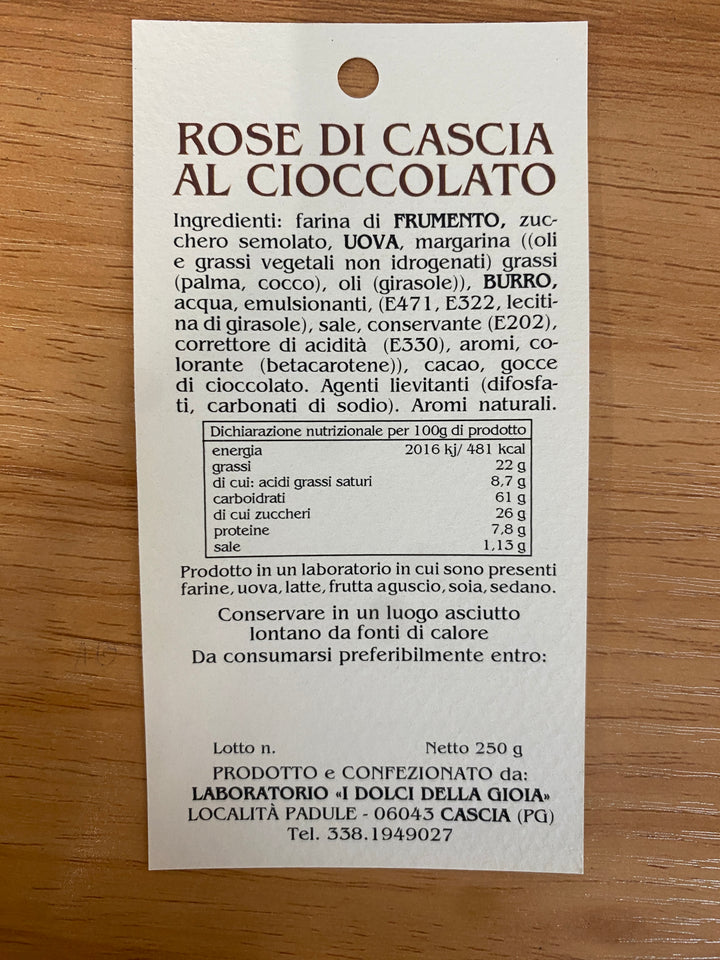 ROSE DI CASCIA
AL CIOCCOLATO
Ingredienti: farina di FRUMENTO, zuc-
chero semolato, UOVA, margarina ((oli
e grassi vegetali non idrogenati) grassi
(palma, cocco), oli (girasole)), BURRO,
acqua, emulsionanti, (E471, E322, leciti-
na di girasole), sale, conservante (E202),
correttore di acidità (E330), aromi, co-
lorante (betacarotene)), cacao, gocce
di cioccolato. Agenti lievitanti (difosfa-
ti, carbonati di sodio). Aromi naturali.
Dichiarazione nutrizionale per 100g di prodotto
energia 2016 kj/ 481 kcal
grassi 22 g
di cui: acidi grassi saturi 8,7 g
carboidrati 61 g
di cui zuccheri 26 g
proteine 7,8 g
sale 1,13 g
Prodotto in un laboratorio in cui sono presenti
farine, uova, latte, frutta a guscio, soia, sedano.
Conservare in un luogo asciutto
lontano da fonti di calore
Da consumarsi preferibilmente entro:
Lotto n. Netto 250 g
PRODOTTO e CONFEZIONATO da:
LABORATORIO «I DOLCI DELLA GIOIA»
LOCALITÀ PADULE - 06043 CASCIA (PG)
Tel. 338.1949027